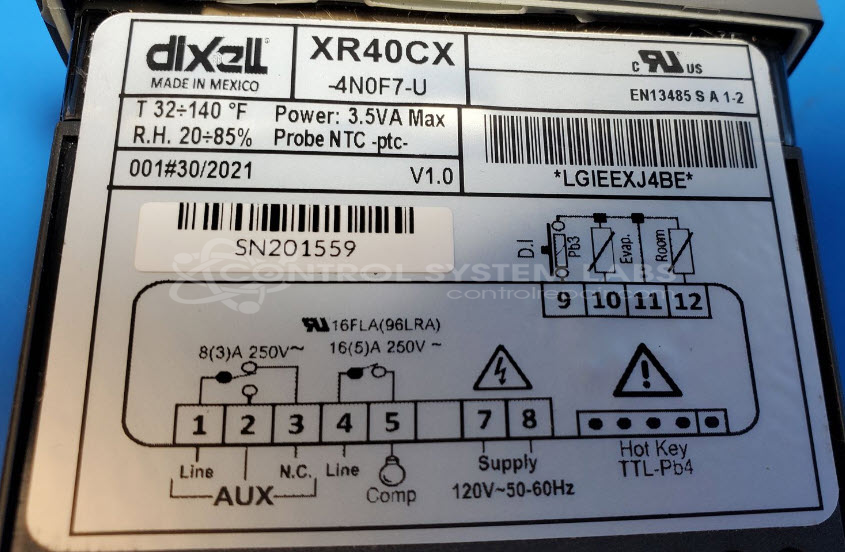 dixell
MADE IN MEXICO
XR40CX
-4N0F7-U
c RU US
EN13485 S A 1-2
T 32÷140 °F Power: 3.5VA Max
R.H. 20÷85% Probe NTC -ptc-
001#30/2021 V1.0
*LGIEEXJ4BE*
SN201559
D.I Pb3 Evap. Room
CONTROL SYSTEM LABS
9 10 11 12
RU 16FLA(96LRA)
8(3)A 250V~ 16(5)A 250V~
1 2 3 4 5 7 8
Line N.C. Line Comp
AUX
Supply
120V~50-60Hz
Hot Key
TTL-Pb4